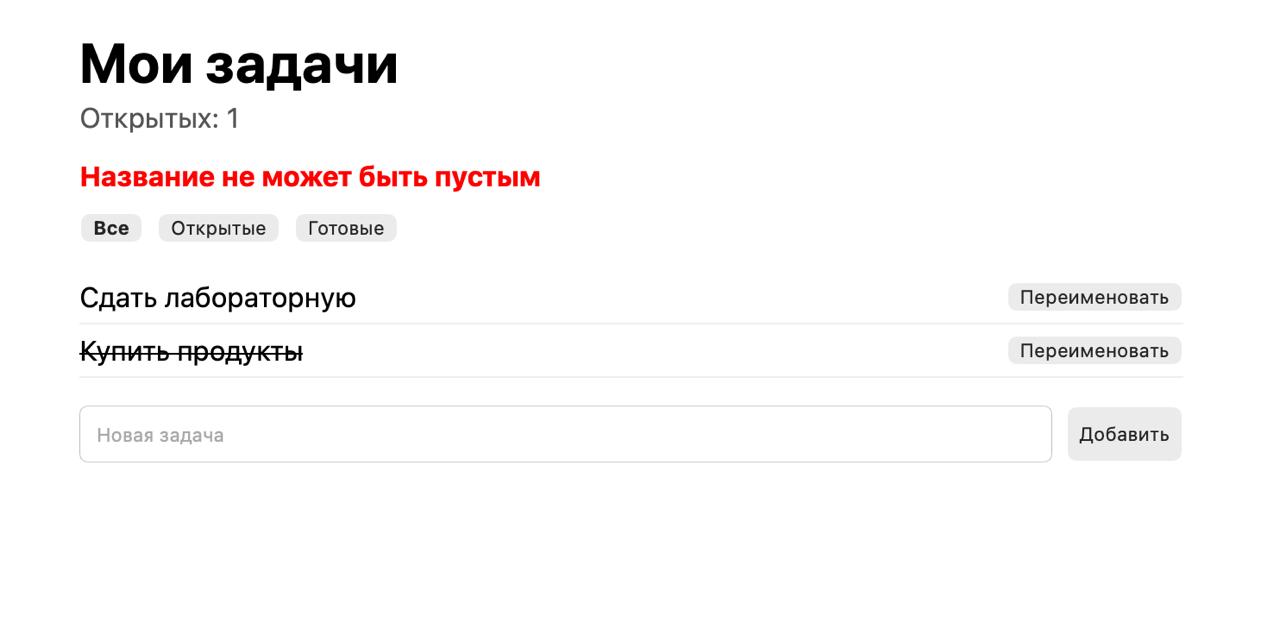 Мои задачи
Открытых: 1
Название не может быть пустым
Все Открытые Готовые
Сдать лабораторную Переименовать
Купить продукты Переименовать
Новая задача Добавить